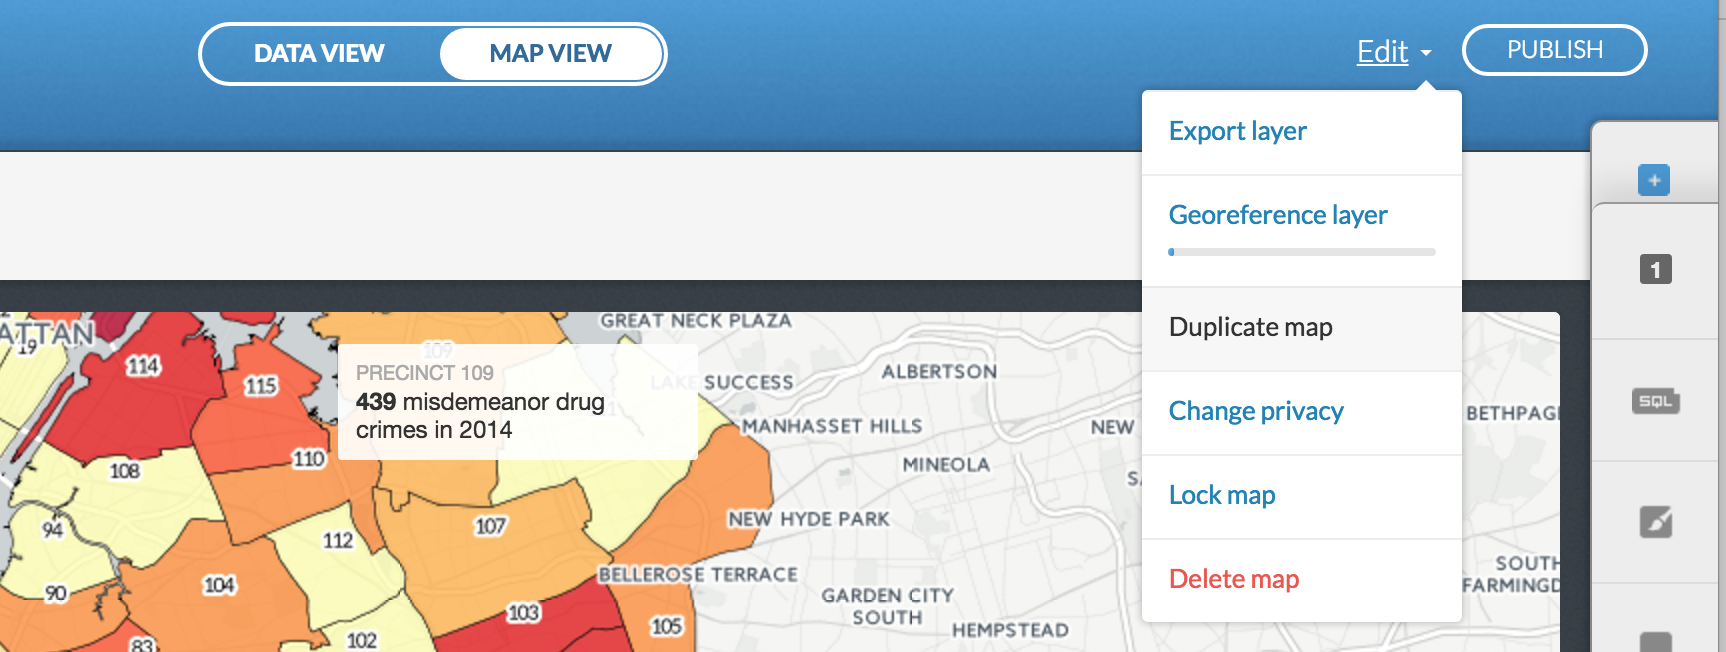 DATA VIEW
MAP VIEW
Edit
PUBLISH
Export layer
Georeference layer
Duplicate map
Change privacy
Lock map
Delete map
1
SQL
ATTAN
19
114
115
109
PRECINCT 109
439 misdemeanor drug
crimes in 2014
GREAT NECK PLAZA
LAKE SUCCESS
ALBERTSON
MANHASSET HILLS
NEW
BETHPAG
MINEOLA
108
110
94
112
107
NEW HYDE PARK
90
104
BELLEROSE TERRACE
GARDEN CITY
SOUTH
SOUTH
FARMINGD
103
105
HEMPSTEAD
102
83